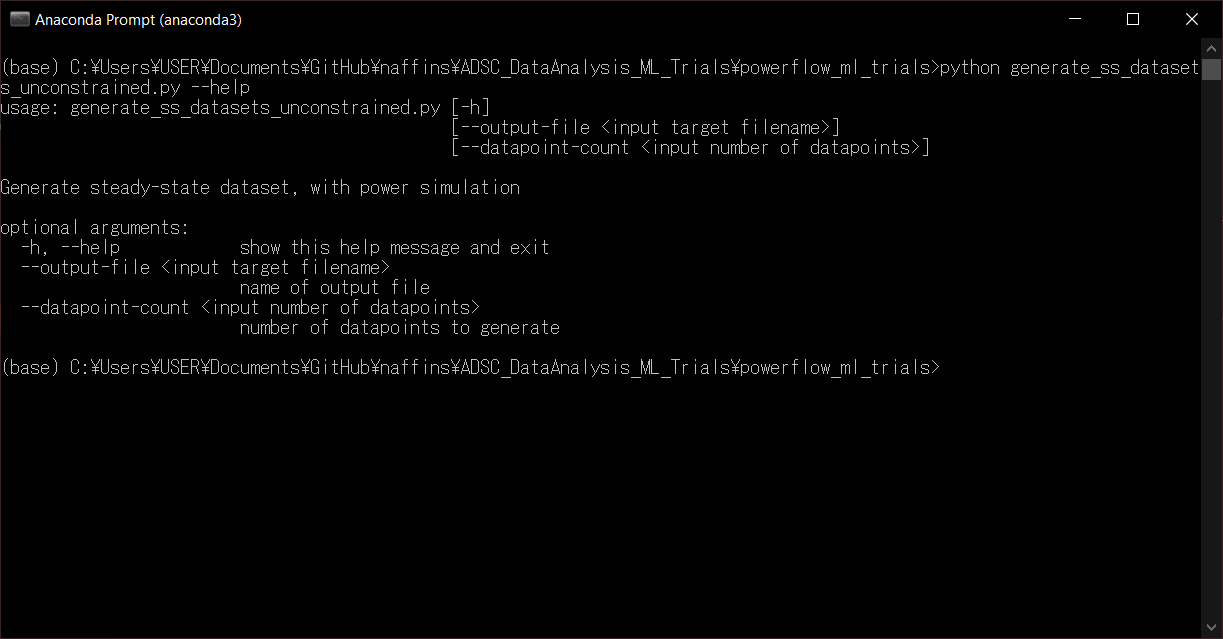 Anaconda Prompt (anaconda3)
(base) C:¥Users¥USER¥Documents¥GitHub¥naffins¥ADSC_DataAnalysis_ML_Trials¥powerflow_ml_trials>python generate_ss_dataset
s_unconstrained.py --help
usage: generate_ss_datasets_unconstrained.py [-h]
[--output-file <input target filename>]
[--datapoint-count <input number of datapoints>]
Generate steady-state dataset, with power simulation
optional arguments:
-h, --help show this help message and exit
--output-file <input target filename>
name of output file
--datapoint-count <input number of datapoints>
number of datapoints to generate
(base) C:¥Users¥USER¥Documents¥GitHub¥naffins¥ADSC_DataAnalysis_ML_Trials¥powerflow_ml_trials>